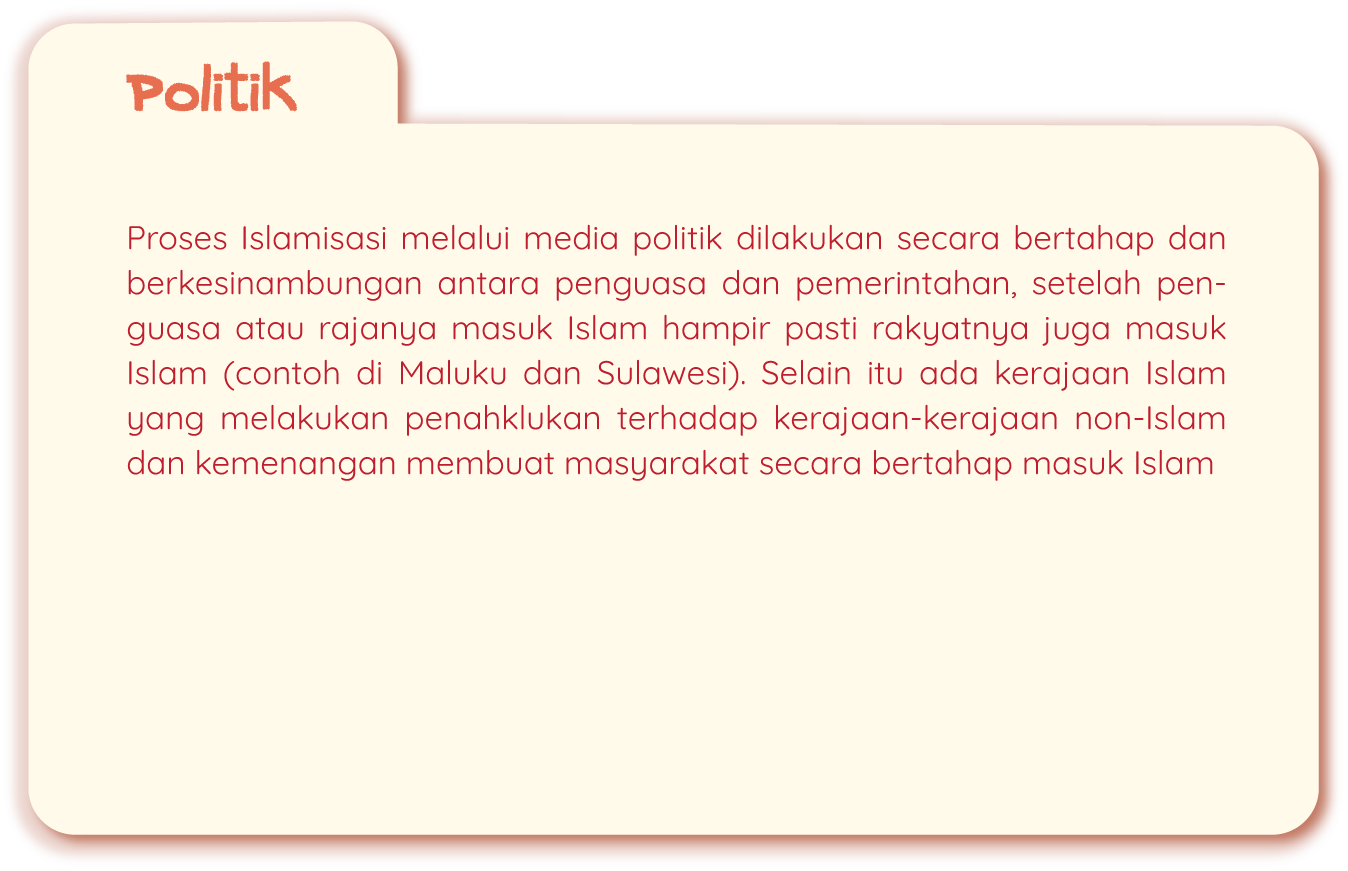 Politik
Proses Islamisasi melalui media politik dilakukan secara bertahap dan
berkesinambungan antara penguasa dan pemerintahan, setelah pen-
guasa atau rajanya masuk Islam hampir pasti rakyatnya juga masuk
Islam (contoh di Maluku dan Sulawesi). Selain itu ada kerajaan Islam
yang melakukan penahklukan terhadap kerajaan-kerajaan non-Islam
dan kemenangan membuat masyarakat secara bertahap masuk Islam